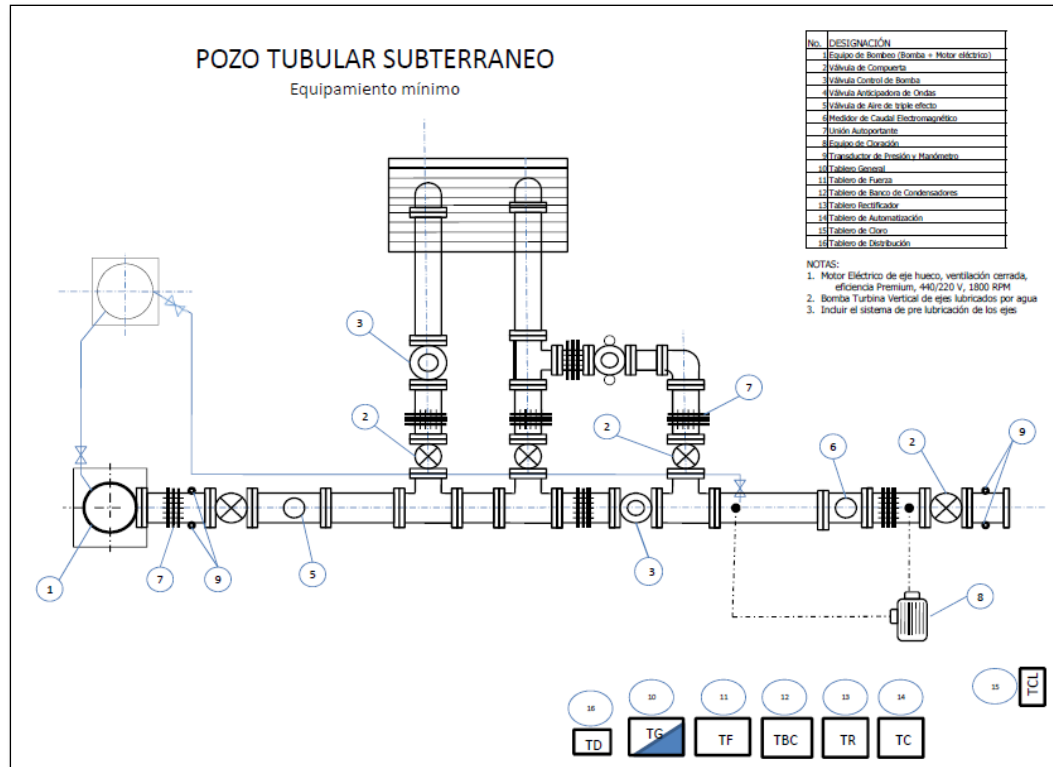 POZO TUBULAR SUBTERRANEO
Equipamiento mínimo
No. DESIGNACIÓN
1 Equipo de Bombeo (Bomba + Motor eléctrico)
2 Válvula de Compuerta
3 Válvula Control de Bomba
4 Válvula Anticipadora de Ondas
5 Válvula de Aire de triple efecto
6 Medidor de Caudal Electromagnético
7 Unión Autoportante
8 Equipo de Cloración
9 Transductor de Presión y Manómetro
10 Tablero General
11 Tablero de Fuerza
12 Tablero de Banco de Condensadores
13 Tablero Rectificador
14 Tablero de Automatización
15 Tablero de Cloro
16 Tablero de Distribución
NOTAS:
1. Motor Eléctrico de eje hueco, ventilación cerrada,
eficiencia Premium, 440/220 V, 1800 RPM
2. Bomba Turbina Vertical de ejes lubricados por agua
3. Incluir el sistema de pre lubricación de los ejes
3
7
2
2
6
2
9
1
7
9
5
3
8
16
10
11
12
13
14
15
TD
TG
TF
TBC
TR
TC
TCL